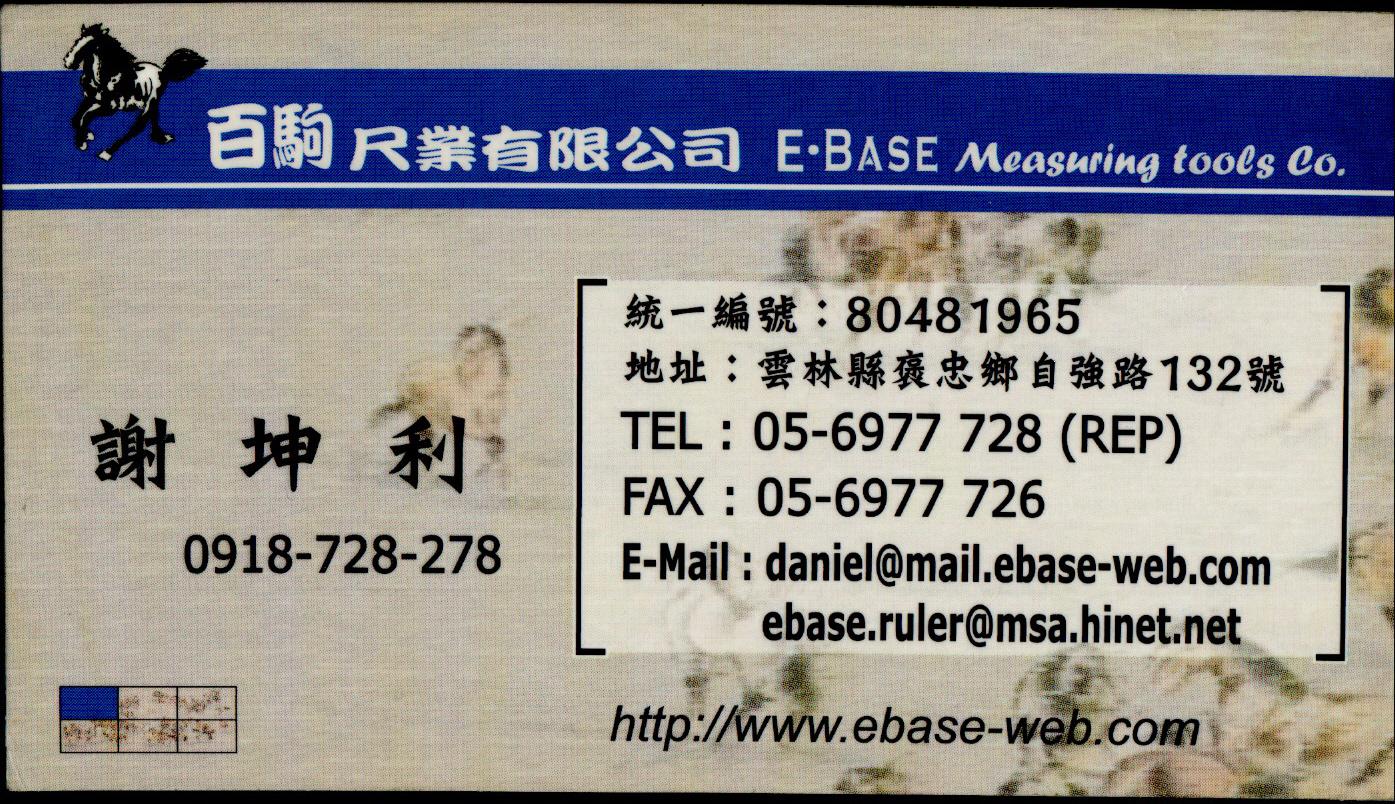 百駒尺業有限公司 E·BASE Measuring tools Co.
謝坤利
0918-728-278
統一編號：80481965
地址：雲林縣褒忠鄉自強路132號
TEL：05-6977 728 (REP)
FAX：05-6977 726
E-Mail：daniel@mail.ebase-web.com
ebase.ruler@msa.hinet.net
http://www.ebase-web.com